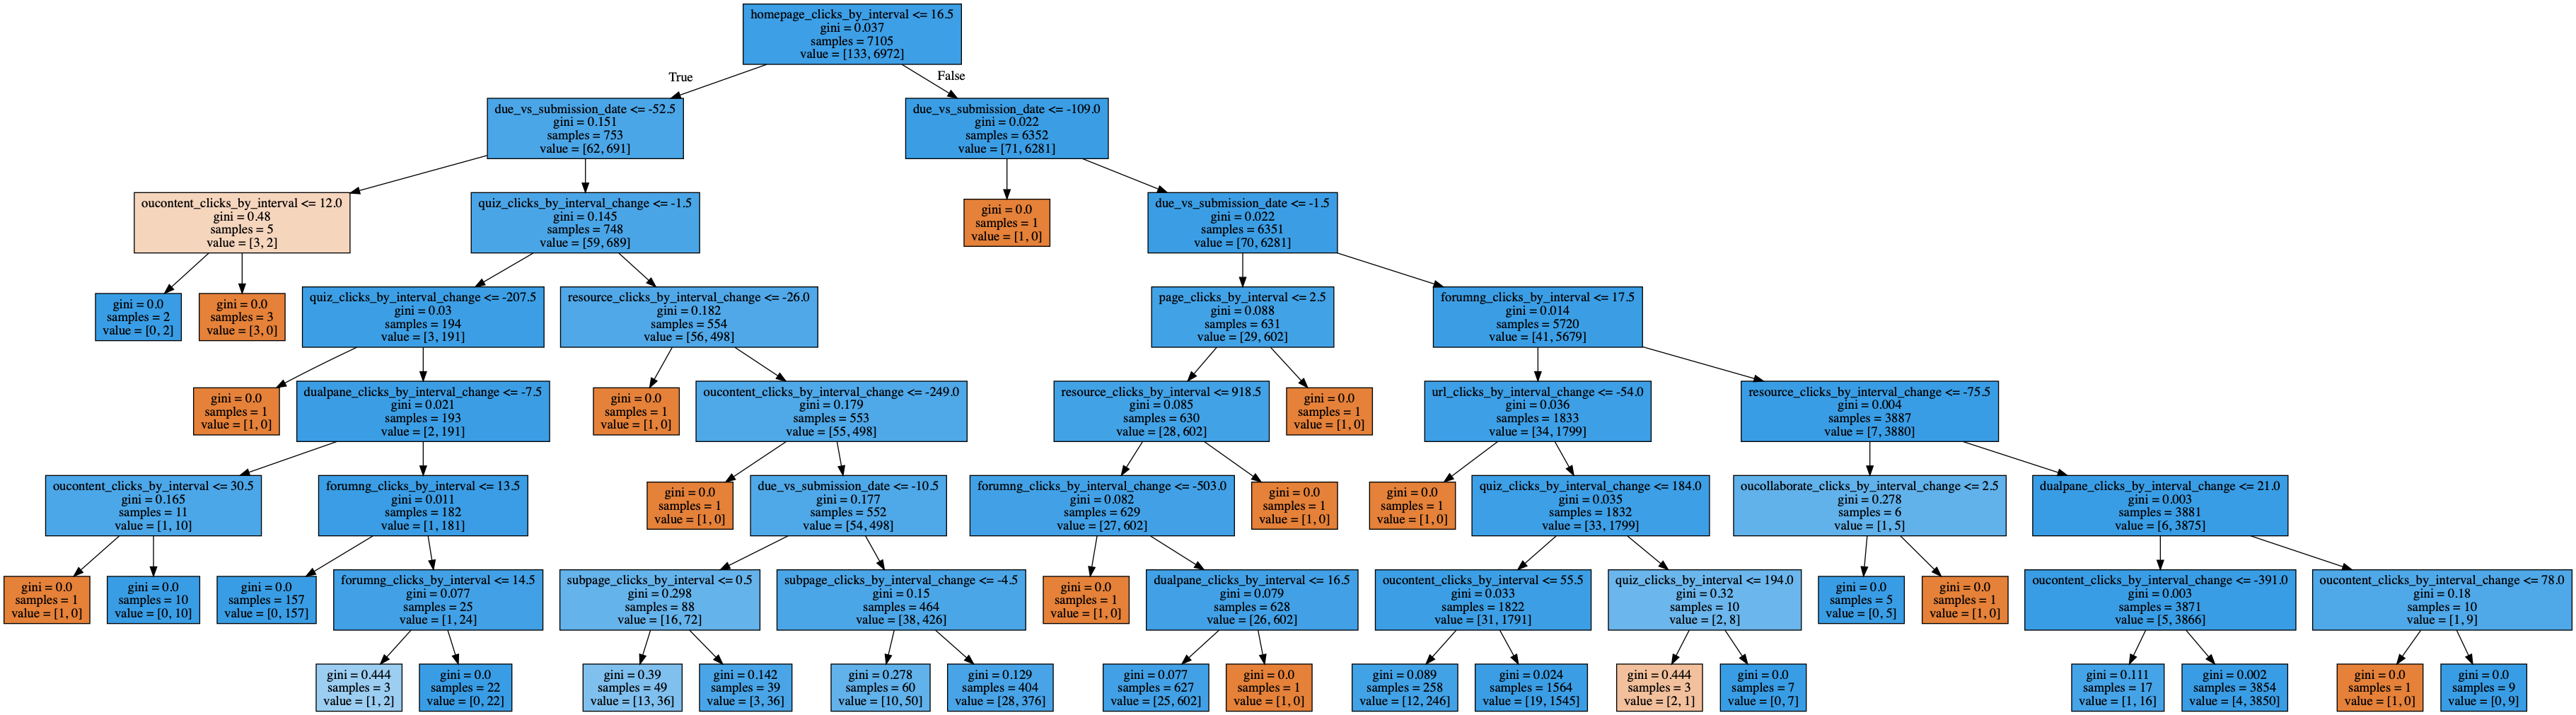 homepage_clicks_by_interval <= 16.5
gini = 0.037
samples = 7105
value = [133, 6972]
True
False
due_vs_submission_date <= -52.5
gini = 0.151
samples = 753
value = [62, 691]
due_vs_submission_date <= -109.0
gini = 0.022
samples = 6352
value = [71, 6281]
oucontent_clicks_by_interval <= 12.0
gini = 0.48
samples = 5
value = [3, 2]
quiz_clicks_by_interval_change <= -1.5
gini = 0.145
samples = 748
value = [59, 689]
gini = 0.0
samples = 1
value = [1, 0]
due_vs_submission_date <= -1.5
gini = 0.022
samples = 6351
value = [70, 6281]
gini = 0.0
samples = 2
value = [0, 2]
gini = 0.0
samples = 3
value = [3, 0]
quiz_clicks_by_interval_change <= -207.5
gini = 0.03
samples = 194
value = [3, 191]
resource_clicks_by_interval_change <= -26.0
gini = 0.182
samples = 554
value = [56, 498]
page_clicks_by_interval <= 2.5
gini = 0.088
samples = 631
value = [29, 602]
forumng_clicks_by_interval <= 17.5
gini = 0.014
samples = 5720
value = [41, 5679]
gini = 0.0
samples = 1
value = [1, 0]
dualpane_clicks_by_interval_change <= -7.5
gini = 0.021
samples = 193
value = [2, 191]
gini = 0.0
samples = 1
value = [1, 0]
oucontent_clicks_by_interval_change <= -249.0
gini = 0.179
samples = 553
value = [55, 498]
resource_clicks_by_interval <= 918.5
gini = 0.085
samples = 630
value = [28, 602]
gini = 0.0
samples = 1
value = [1, 0]
url_clicks_by_interval_change <= -54.0
gini = 0.036
samples = 1833
value = [34, 1799]
resource_clicks_by_interval_change <= -75.5
gini = 0.004
samples = 3887
value = [7, 3880]
oucontent_clicks_by_interval <= 30.5
gini = 0.165
samples = 11
value = [1, 10]
forumng_clicks_by_interval <= 13.5
gini = 0.011
samples = 182
value = [1, 181]
gini = 0.0
samples = 1
value = [1, 0]
due_vs_submission_date <= -10.5
gini = 0.177
samples = 552
value = [54, 498]
forumng_clicks_by_interval_change <= -503.0
gini = 0.082
samples = 629
value = [27, 602]
gini = 0.0
samples = 1
value = [1, 0]
gini = 0.0
samples = 1
value = [1, 0]
quiz_clicks_by_interval_change <= 184.0
gini = 0.035
samples = 1832
value = [33, 1799]
oucollaborate_clicks_by_interval_change <= 2.5
gini = 0.278
samples = 6
value = [1, 5]
dualpane_clicks_by_interval_change <= 21.0
gini = 0.003
samples = 3881
value = [6, 3875]
gini = 0.0
samples = 1
value = [1, 0]
gini = 0.0
samples = 10
value = [0, 10]
gini = 0.0
samples = 157
value = [0, 157]
forumng_clicks_by_interval <= 14.5
gini = 0.077
samples = 25
value = [1, 24]
subpage_clicks_by_interval <= 0.5
gini = 0.298
samples = 88
value = [16, 72]
subpage_clicks_by_interval_change <= -4.5
gini = 0.15
samples = 464
value = [38, 426]
gini = 0.0
samples = 1
value = [1, 0]
dualpane_clicks_by_interval <= 16.5
gini = 0.079
samples = 628
value = [26, 602]
oucontent_clicks_by_interval <= 55.5
gini = 0.033
samples = 1822
value = [31, 1791]
quiz_clicks_by_interval <= 194.0
gini = 0.32
samples = 10
value = [2, 8]
gini = 0.0
samples = 5
value = [0, 5]
gini = 0.0
samples = 1
value = [1, 0]
oucontent_clicks_by_interval_change <= -391.0
gini = 0.003
samples = 3871
value = [5, 3866]
oucontent_clicks_by_interval_change <= 78.0
gini = 0.18
samples = 10
value = [1, 9]
gini = 0.444
samples = 3
value = [1, 2]
gini = 0.0
samples = 22
value = [0, 22]
gini = 0.39
samples = 49
value = [13, 36]
gini = 0.142
samples = 39
value = [3, 36]
gini = 0.278
samples = 60
value = [10, 50]
gini = 0.129
samples = 404
value = [28, 376]
gini = 0.077
samples = 627
value = [25, 602]
gini = 0.0
samples = 1
value = [1, 0]
gini = 0.089
samples = 258
value = [12, 246]
gini = 0.024
samples = 1564
value = [19, 1545]
gini = 0.444
samples = 3
value = [2, 1]
gini = 0.0
samples = 7
value = [0, 7]
gini = 0.111
samples = 17
value = [1, 16]
gini = 0.002
samples = 3854
value = [4, 3850]
gini = 0.0
samples = 1
value = [1, 0]
gini = 0.0
samples = 9
value = [0, 9]